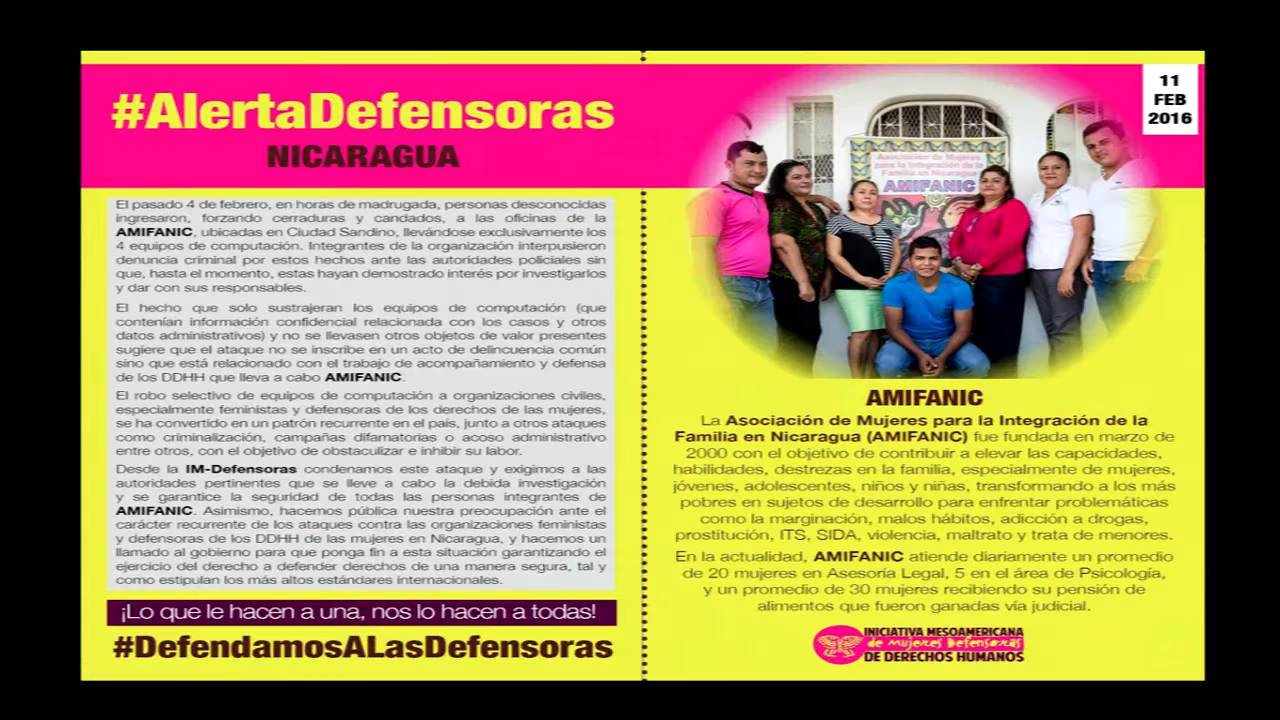 #AlertaDefensoras
NICARAGUA
El pasado 4 de febrero, en horas de madrugada, personas desconocidas
ingresaron, forzando cerraduras y candados, a las oficinas de la
AMIFANIC, ubicadas en Ciudad Sandino, llevándose exclusivamente los
4 equipos de computación. Integrantes de la organización interpusieron
denuncia criminal por estos hechos ante las autoridades policiales sin
que, hasta el momento, estas hayan demostrado interés por investigarlos
y dar con sus responsables.
El hecho que solo sustrajeran los equipos de computación (que
contenían información confidencial relacionada con los casos y otros
datos administrativos) y no se llevasen otros objetos de valor presentes
sugiere que el ataque no se inscribe en un acto de delincuencia común
sino que está relacionado con el trabajo de acompañamiento y defensa
de los DDHH que lleva a cabo AMIFANIC.
El robo selectivo de equipos de computación a organizaciones civiles,
especialmente feministas y defensoras de los derechos de las mujeres,
se ha convertido en un patrón recurrente en el país, junto a otros ataques
como criminalización, campañas difamatorias o acoso administrativo
entre otros, con el objetivo de obstaculizar e inhibir su labor.
Desde la IM-Defensoras condenamos este ataque y exigimos a las
autoridades pertinentes que se lleve a cabo la debida investigación
y se garantice la seguridad de todas las personas integrantes de
AMIFANIC. Asimismo, hacemos pública nuestra preocupación ante el
carácter recurrente de los ataques contra las organizaciones feministas
y defensoras de los DDHH de las mujeres en Nicaragua, y hacemos un
llamado al gobierno para que ponga fin a esta situación garantizando el
ejercicio del derecho a defender derechos de una manera segura, tal y
como estipulan los más altos estándares internacionales.
¡Lo que le hacen a una, nos lo hacen a todas!
#DefendamosALasDefensoras
11
FEB
2016
Asociación de Mujeres
para la Integración de la
Familia en Nicaragua
AMIFANIC
AMIFANIC
La Asociación de Mujeres para la Integración de la
Familia en Nicaragua (AMIFANIC) fue fundada en marzo de
2000 con el objetivo de contribuir a elevar las capacidades,
habilidades, destrezas en la familia, especialmente de mujeres,
jóvenes, adolescentes, niños y niñas, transformando a los más
pobres en sujetos de desarrollo para enfrentar problemáticas
como la marginación, malos hábitos, adicción a drogas,
prostitución, ITS, SIDA, violencia, maltrato y trata de menores.
En la actualidad, AMIFANIC atiende diariamente un promedio
de 20 mujeres en Asesoría Legal, 5 en el área de Psicología,
y un promedio de 30 mujeres recibiendo su pensión de
alimentos que fueron ganadas vía judicial.
INICIATIVA MESOAMERICANA
de mujeres defensoras
DE DERECHOS HUMANOS